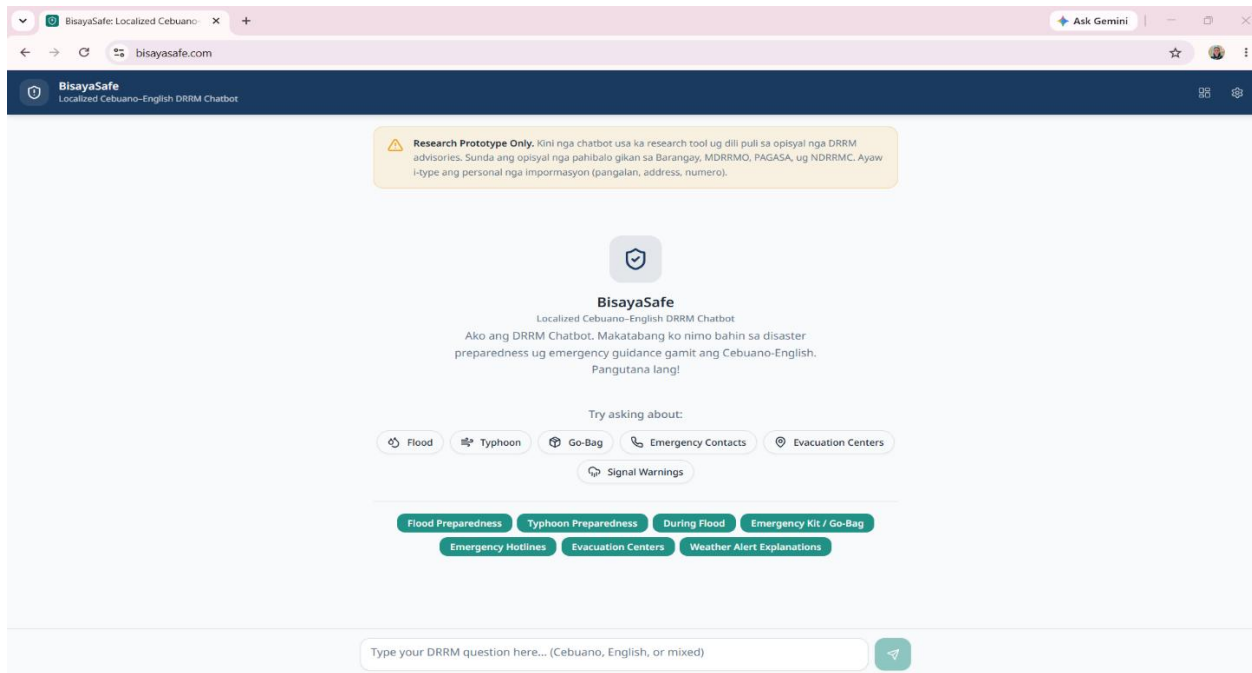 BisayaSafe: Localized Cebuano-
Ask Gemini
bisayasafe.com
BisayaSafe
Localized Cebuano–English DRRM Chatbot
Research Prototype Only. Kini nga chatbot usa ka research tool ug dili puli sa opisyal nga DRRM
advisories. Sunda ang opisyal nga pahibalo gikan sa Barangay, MDRRMO, PAGASA, ug NDRRMC. Ayaw
i-type ang personal nga impormasyon (pangalan, address, numero).
BisayaSafe
Localized Cebuano–English DRRM Chatbot
Ako ang DRRM Chatbot. Makatabang ko nimo bahin sa disaster
preparedness ug emergency guidance gamit ang Cebuano-English.
Pangutana lang!
Try asking about:
Flood Typhoon Go-Bag Emergency Contacts Evacuation Centers
Signal Warnings
Flood Preparedness Typhoon Preparedness During Flood Emergency Kit / Go-Bag
Emergency Hotlines Evacuation Centers Weather Alert Explanations
Type your DRRM question here... (Cebuano, English, or mixed)